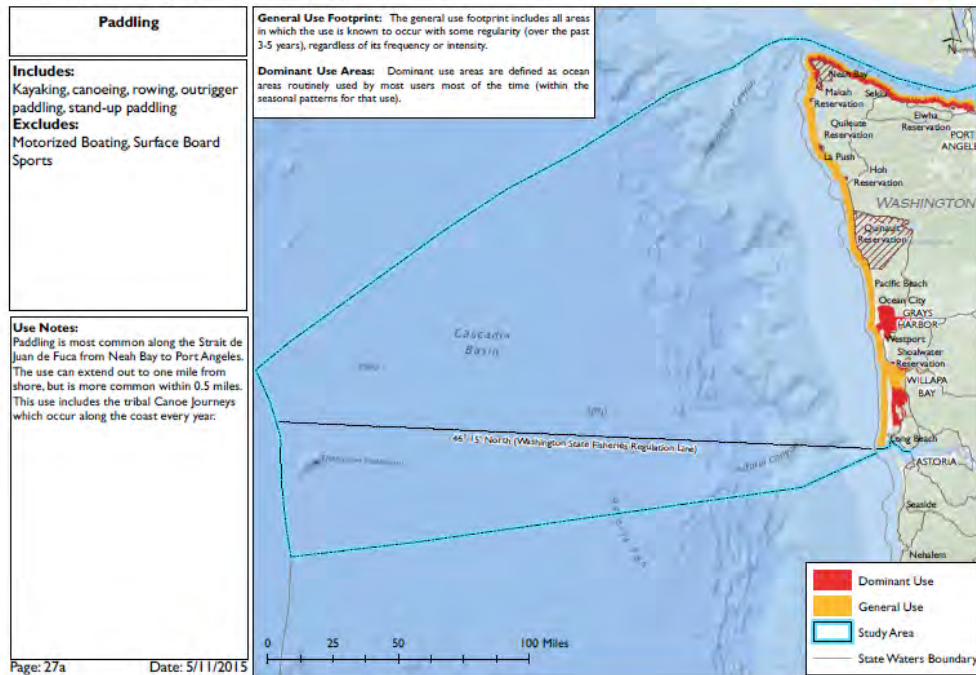 Paddling
Includes:
Kayaking, canoeing, rowing, outrigger
paddling, stand-up paddling
Excludes:
Motorized Boating, Surface Board
Sports
Use Notes:
Paddling is most common along the Strait de
Juan de Fuca from Neah Bay to Port Angeles.
The use can extend out to one mile from
shore, but is more common within 0.5 miles.
This use includes the tribal Canoe Journeys
which occur along the coast every year.
Page: 27a
Date: 5/11/2015
General Use Footprint: The general use footprint includes all areas
in which the use is known to occur with some regularity (over the past
3-5 years), regardless of its frequency or intensity.
Dominant Use Areas: Dominant use areas are defined as ocean
areas routinely used by most users most of the time (within the
seasonal patterns for that use).
Neah Bay
Makah
Reservation
Sekiu
Elwha
Reservation
PORT
ANGEL
Quileute
Reservation
La Push
Hoh
Reservation
WASHINGTON
Quinault
Reservation
Pacific Beach
Ocean City
GRAYS
HARBOR
Westport
Shoalwater
Reservation
WILLAPA
BAY
Long Beach
ASTORIA
Seaside
Nehalem
Cascadia
Basin
46° 15' North (Washington State Fisheries Regulation Line)
0 25 50 100 Miles
Dominant Use
General Use
Study Area
State Waters Boundary